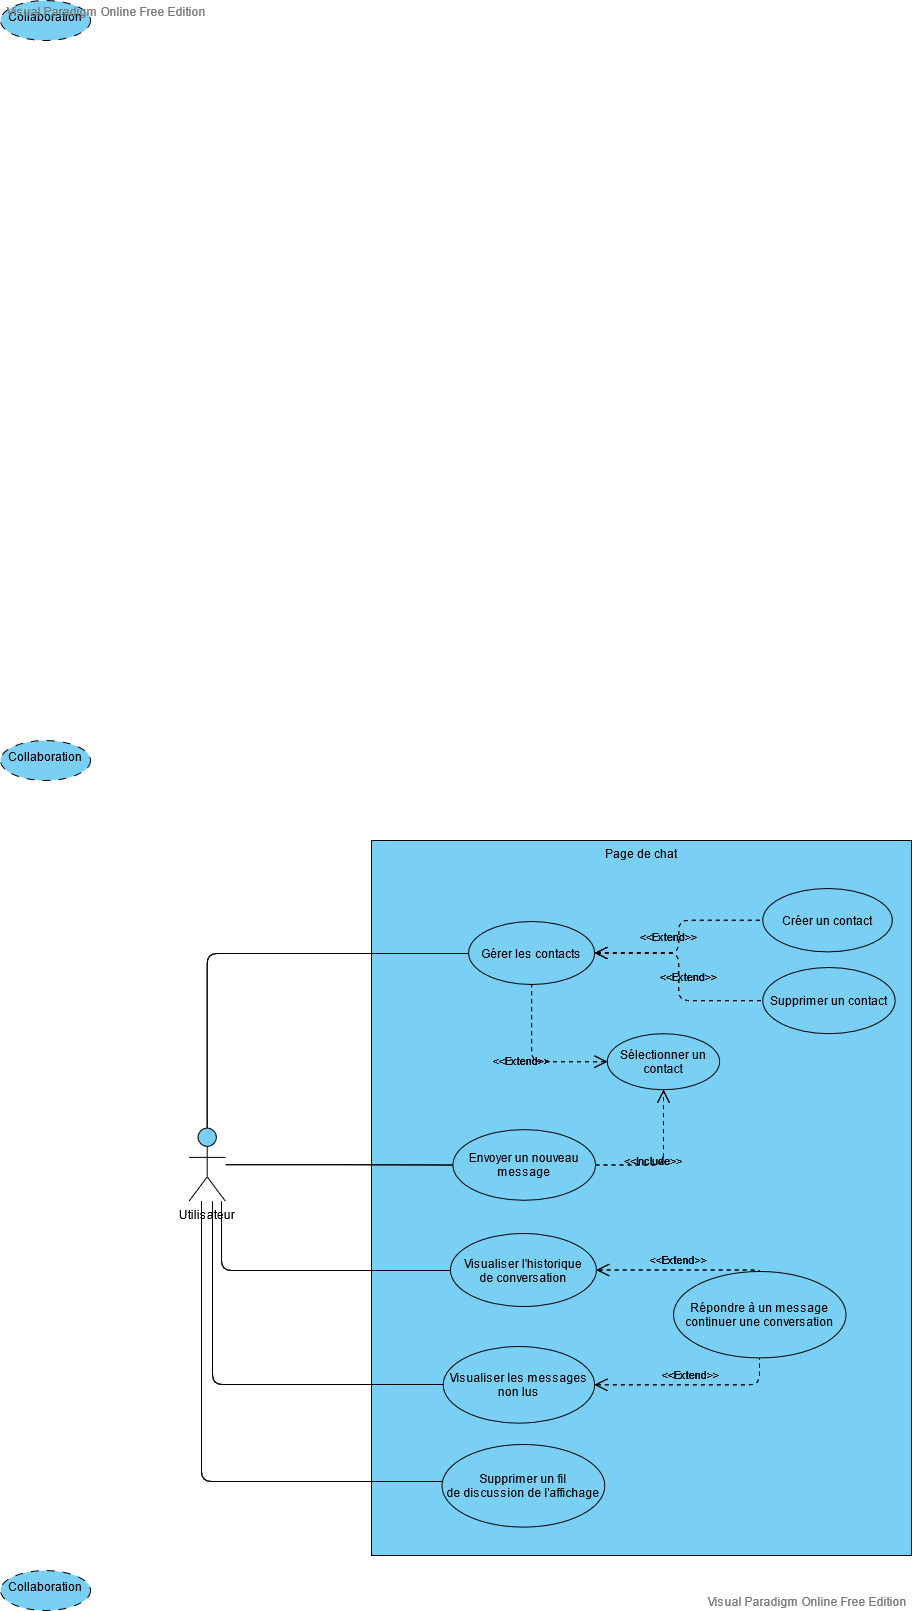 Visual Paradigm Online Free Edition
Collaboration
Collaboration
Page de chat
Créer un contact
<<Extend>>
Gérer les contacts
<<Extend>>
Supprimer un contact
Sélectionner un
contact
<<Extend>>
Envoyer un nouveau
message
<<Include>>
Utilisateur
Visualiser l'historique
de conversation
<<Extend>>
Répondre à un message
continuer une conversation
Visualiser les messages
non lus
<<Extend>>
Supprimer un fil
de discussion de l'affichage
Collaboration
Visual Paradigm Online Free Edition